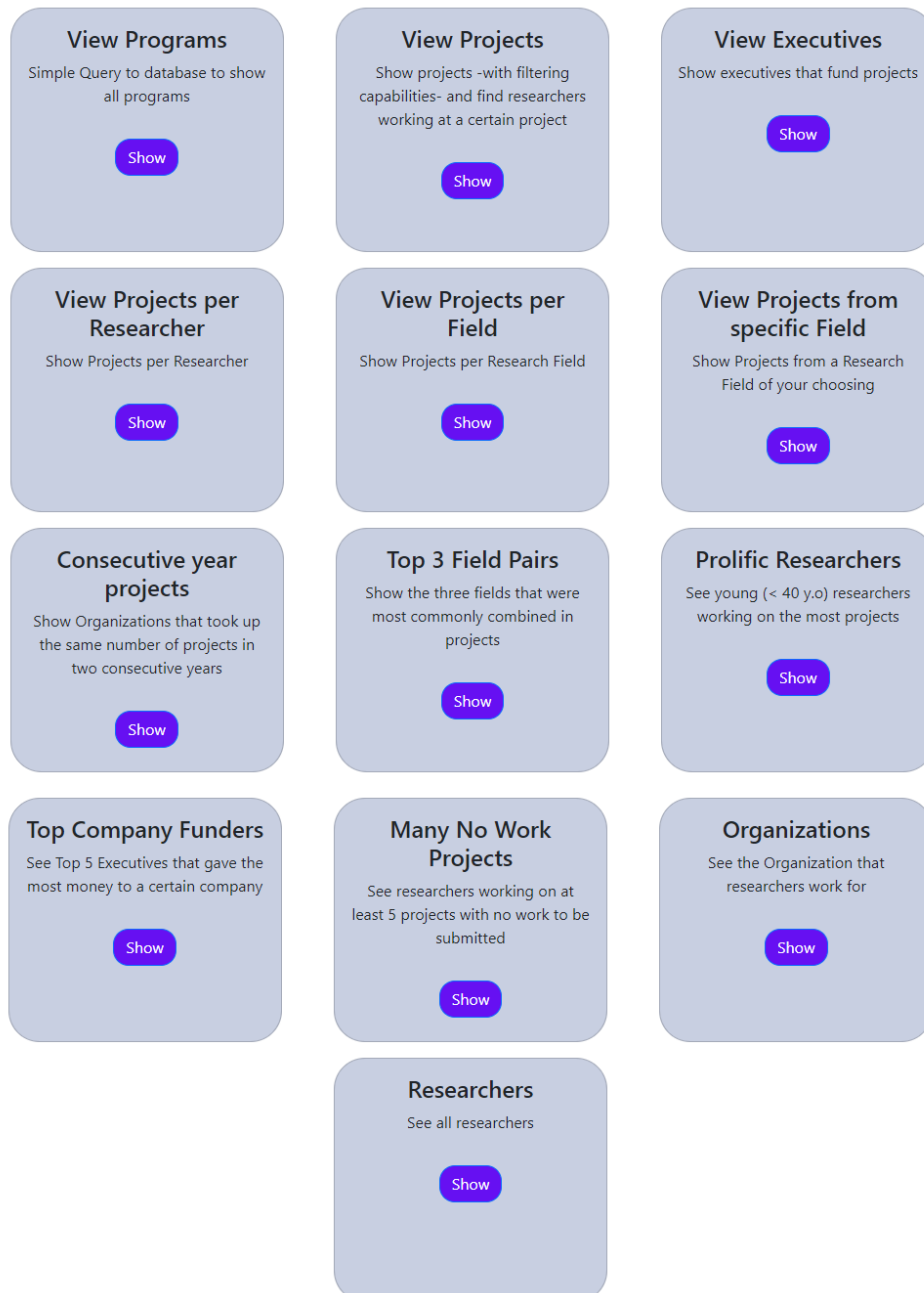 View Programs
Simple Query to database to show
all programs
Show
View Projects
Show projects -with filtering
capabilities- and find researchers
working at a certain project
Show
View Executives
Show executives that fund projects
Show
View Projects per
Researcher
Show Projects per Researcher
Show
View Projects per
Field
Show Projects per Research Field
Show
View Projects from
specific Field
Show Projects from a Research
Field of your choosing
Show
Consecutive year
projects
Show Organizations that took up
the same number of projects in
two consecutive years
Show
Top 3 Field Pairs
Show the three fields that were
most commonly combined in
projects
Show
Prolific Researchers
See young (< 40 y.o) researchers
working on the most projects
Show
Top Company Funders
See Top 5 Executives that gave the
most money to a certain company
Show
Many No Work
Projects
See researchers working on at
least 5 projects with no work to be
submitted
Show
Organizations
See the Organization that
researchers work for
Show
Researchers
See all researchers
Show